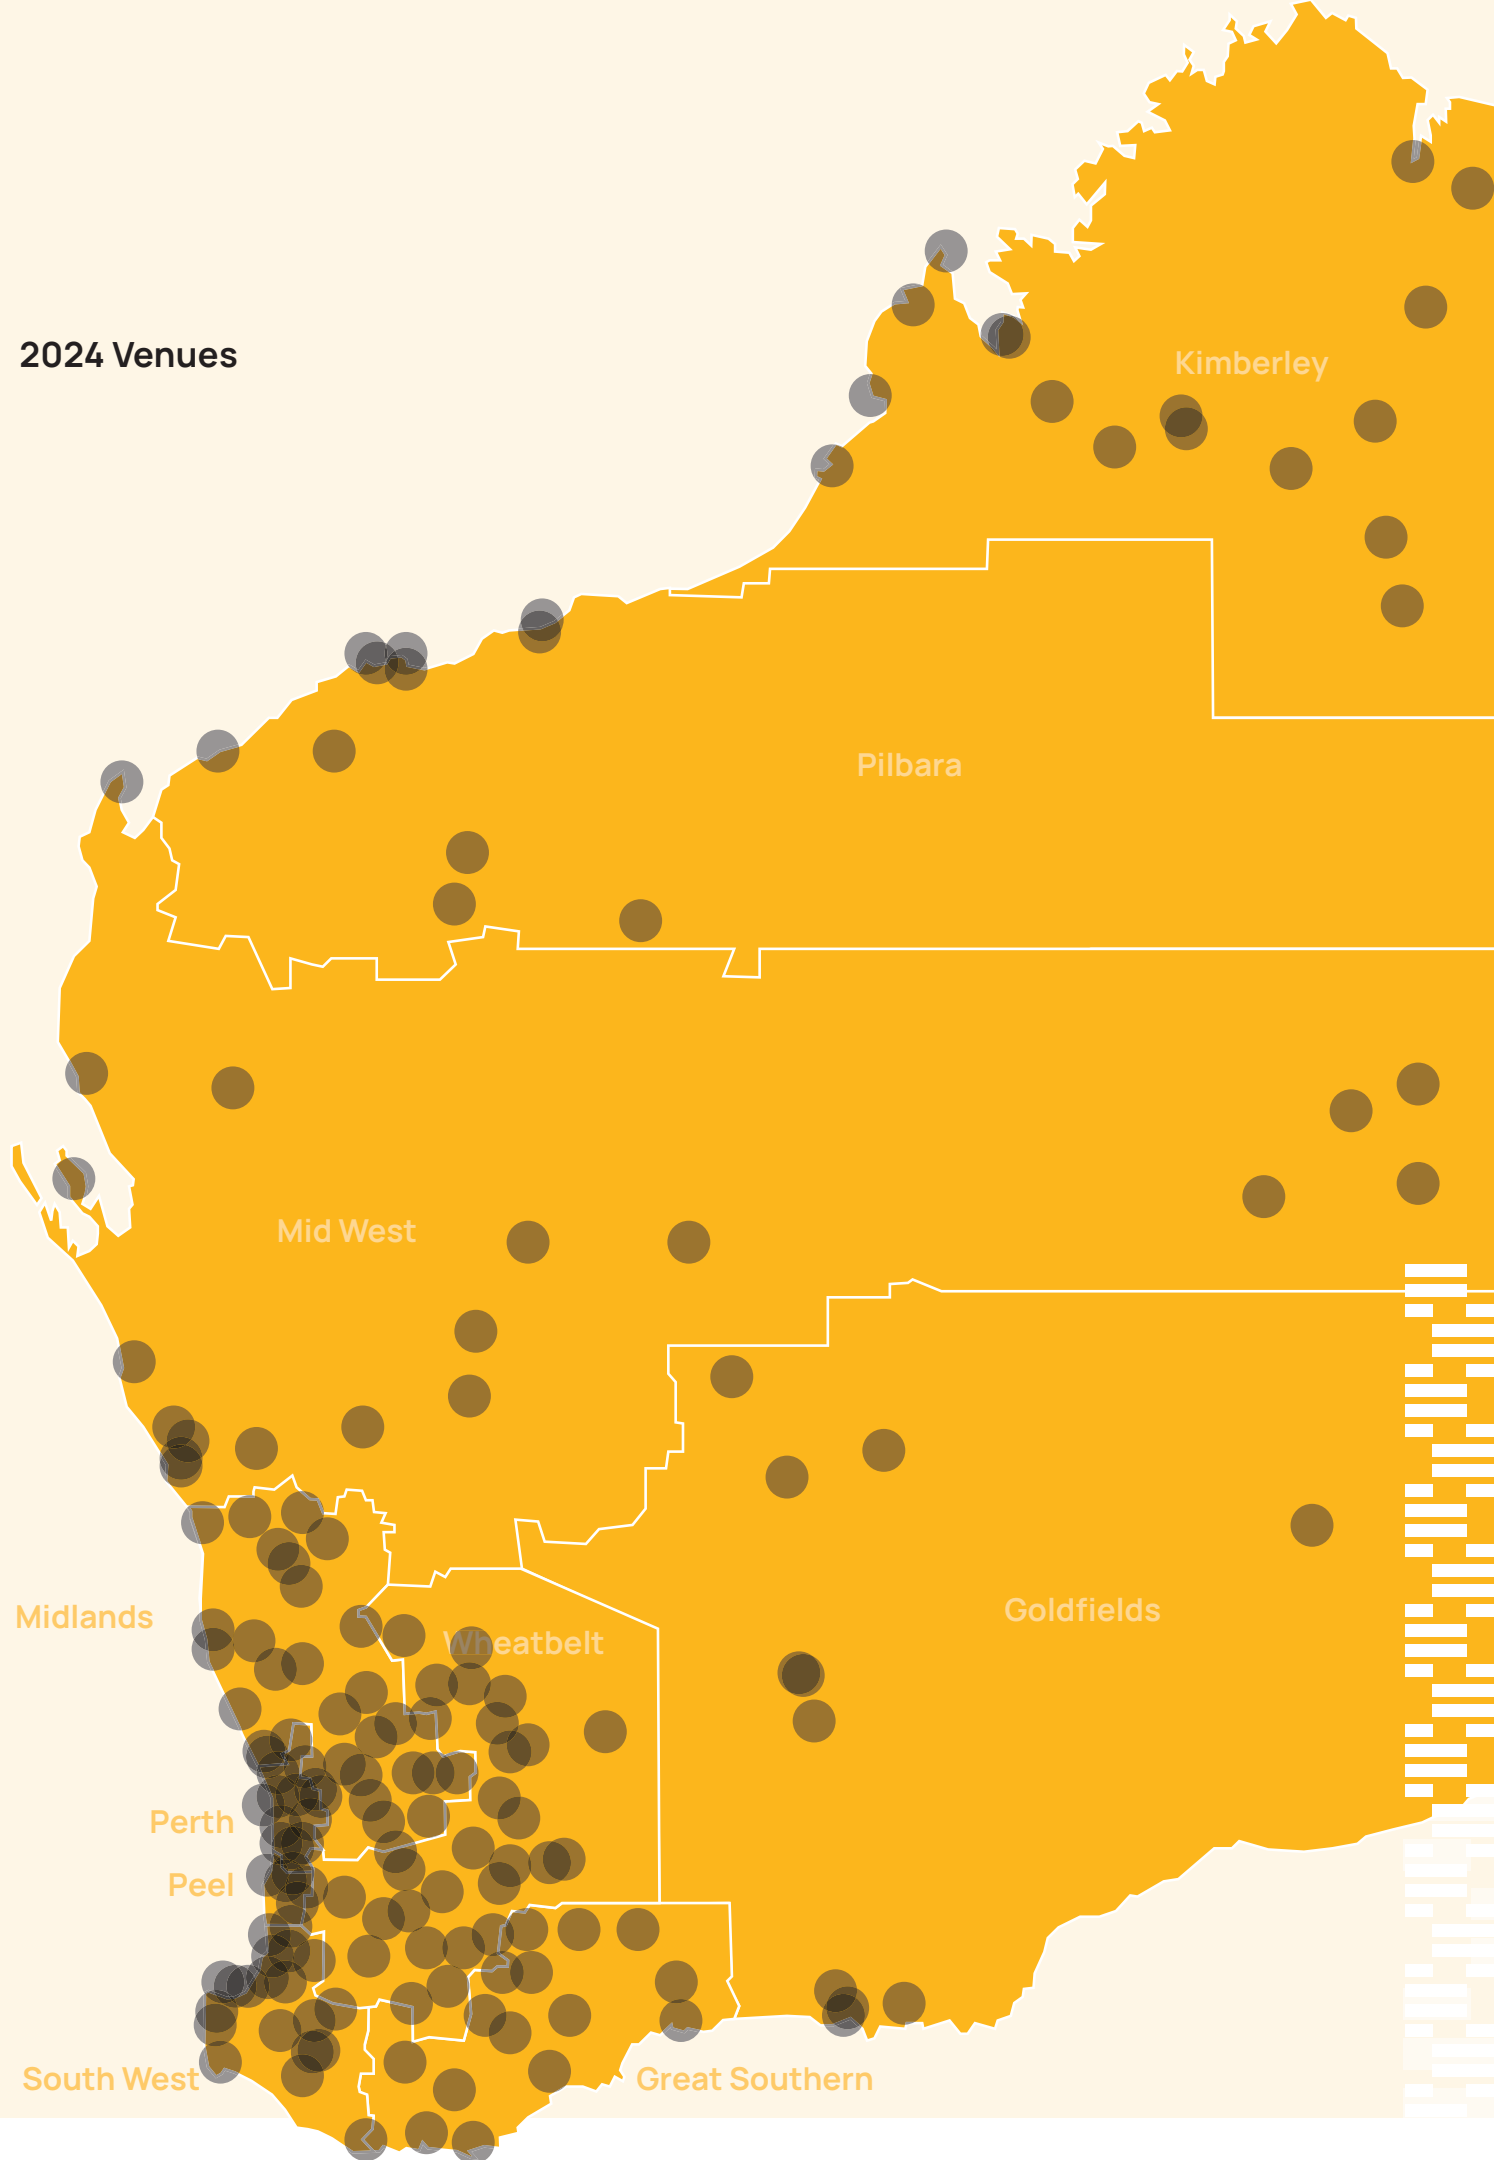 2024 Venues
Kimberley
Pilbara
Mid West
Goldfields
Midlands
Wheatbelt
Perth
Peel
South West
Great Southern